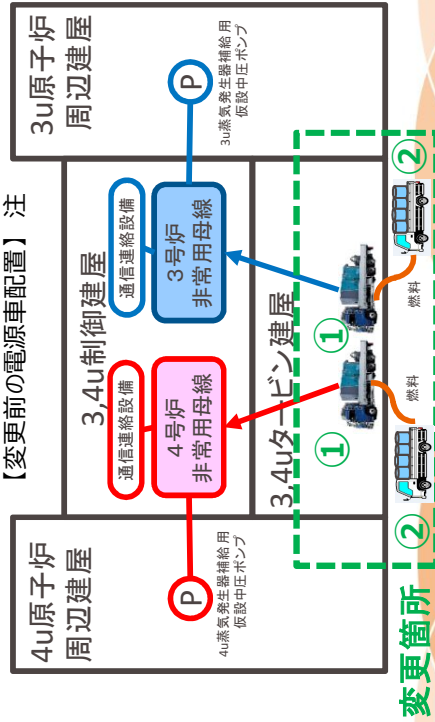 【変更前の電源車配置】 注
4u原子炉
周辺建屋
3,4u制御建屋
3u原子炉
周辺建屋
通信連絡設備
通信連絡設備
P
4号炉
非常用母線
3号炉
非常用母線
P
4u蒸気発生器補給用
仮設中圧ポンプ
3u蒸気発生器補給用
仮設中圧ポンプ
3,4uタービン建屋
①
①
燃料
燃料
②
②
変更箇所